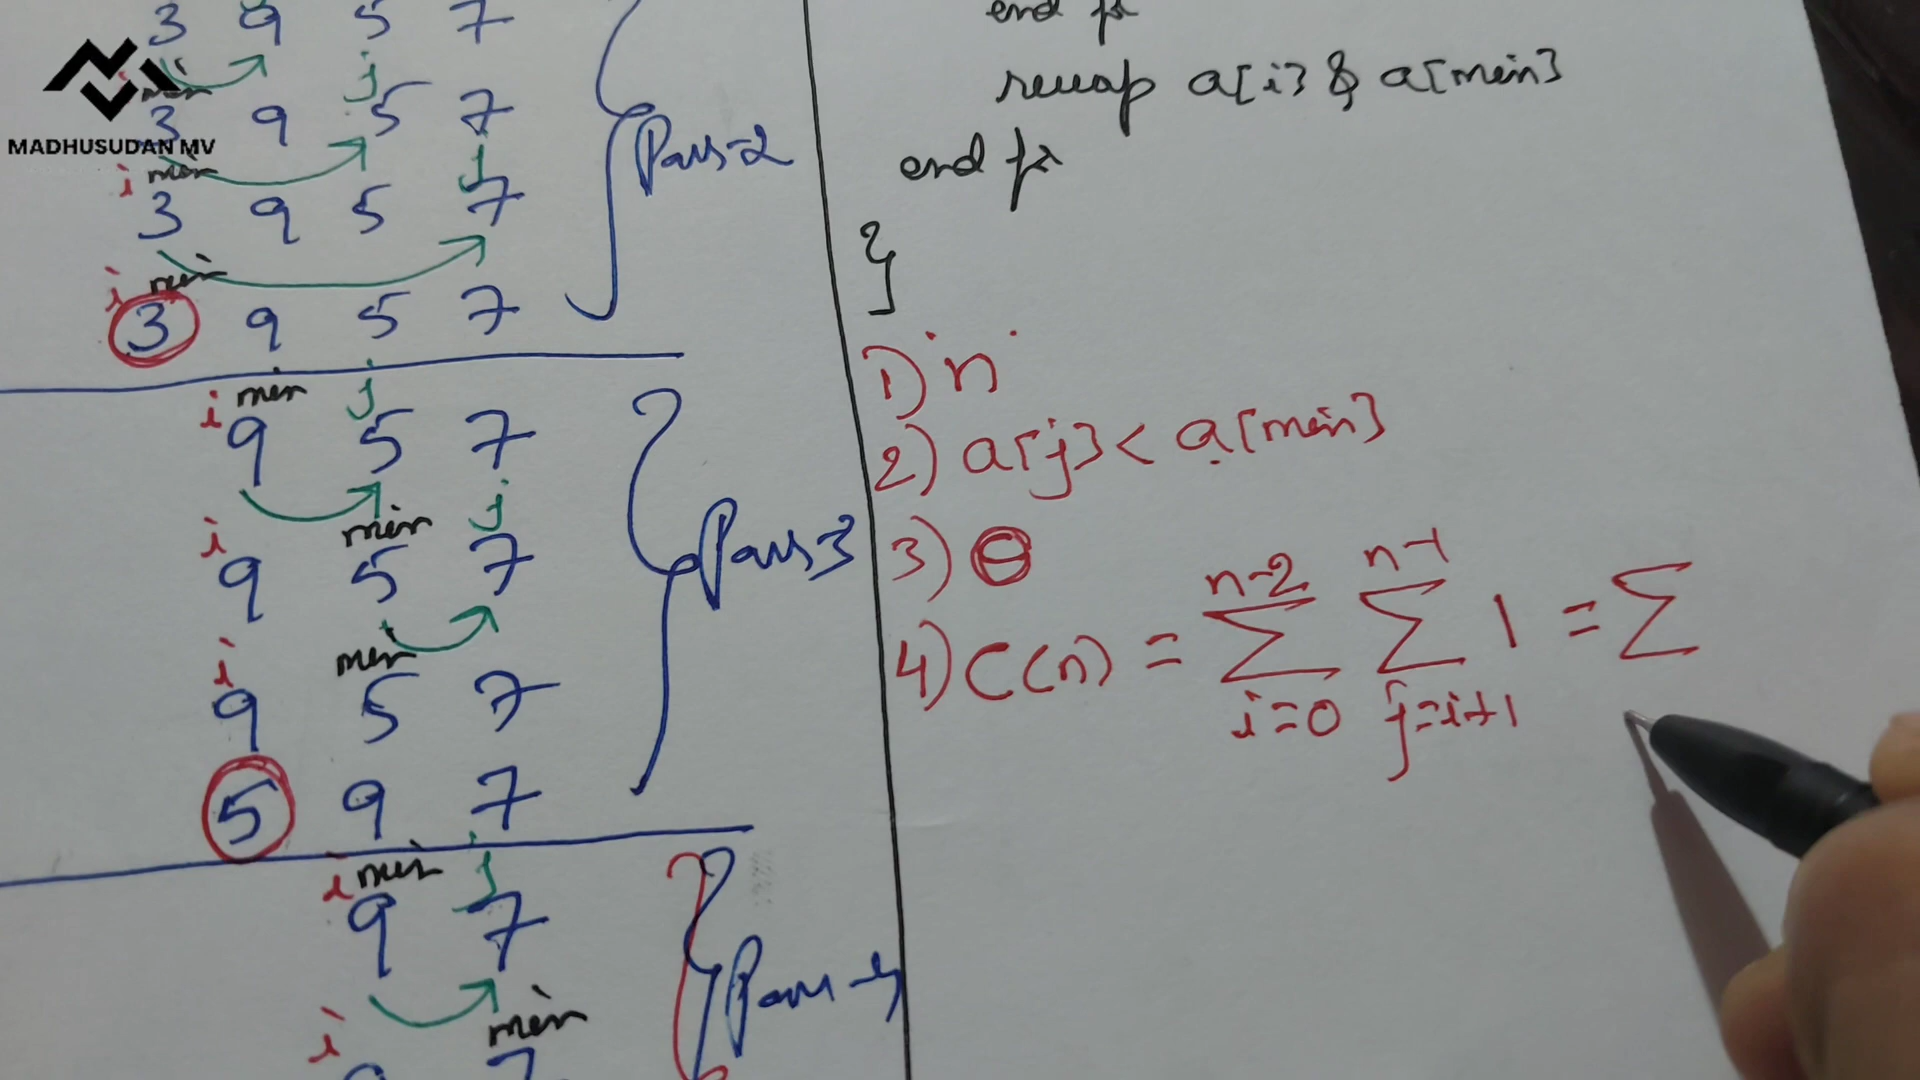 3 9 5 7
min j
3 9 5 7
MADHUSUDAN MV
Pass-2
i min j
3 9 5 7
i min
3 9 5 7
i min j
9 5 7
i min j
9 5 7
Pass-3
i min
9 5 7
5 9 7
i min j
9 7
Pass-4
i min
9 7
end for
swap a[i] & a[min]
end for
}
1) 'n'
2) a[j] < a[min]
3) Θ
4) C(n) = n-2 Σ i=0 n-1 Σ j=i+1 1 = Σ